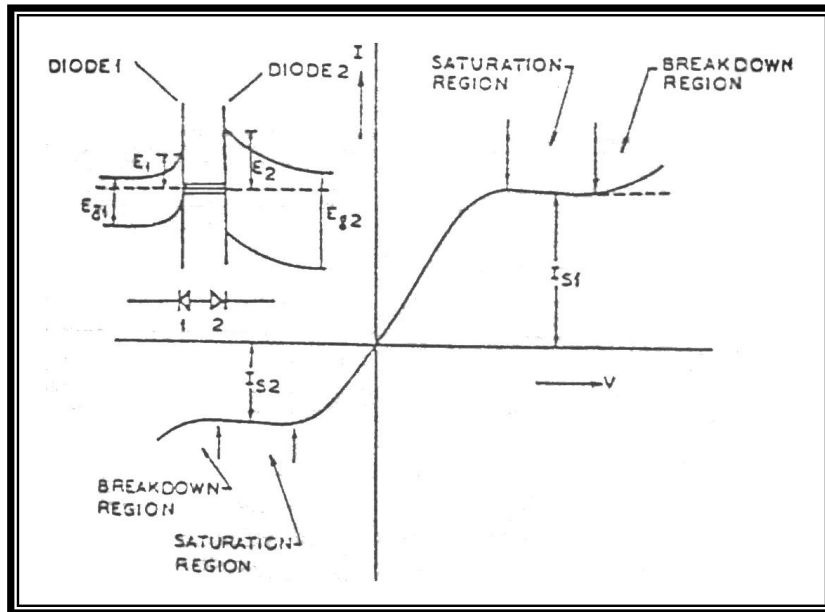 DIODE 1
DIODE 2
I
SATURATION
REGION
BREAKDOWN
REGION
E1
E2
Eg1
Eg2
1 2
IS1
V
IS2
BREAKDOWN
REGION
SATURATION
REGION